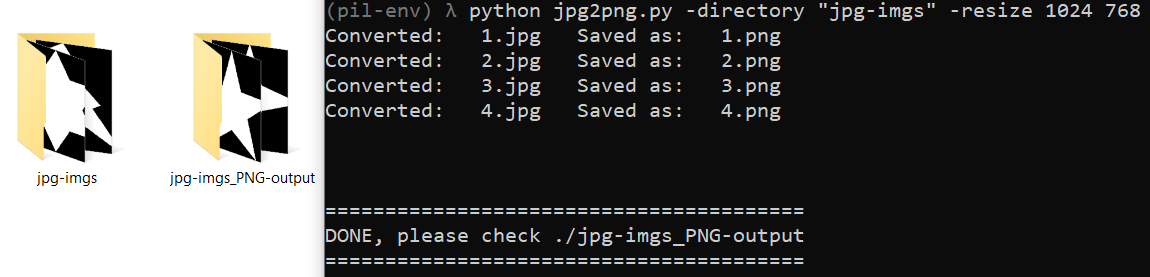 jpg-imgs
jpg-imgs_PNG-output
(pil-env) λ python jpg2png.py -directory "jpg-imgs" -resize 1024 768
Converted:   1.jpg   Saved as:   1.png
Converted:   2.jpg   Saved as:   2.png
Converted:   3.jpg   Saved as:   3.png
Converted:   4.jpg   Saved as:   4.png
========================================
DONE, please check ./jpg-imgs_PNG-output
========================================